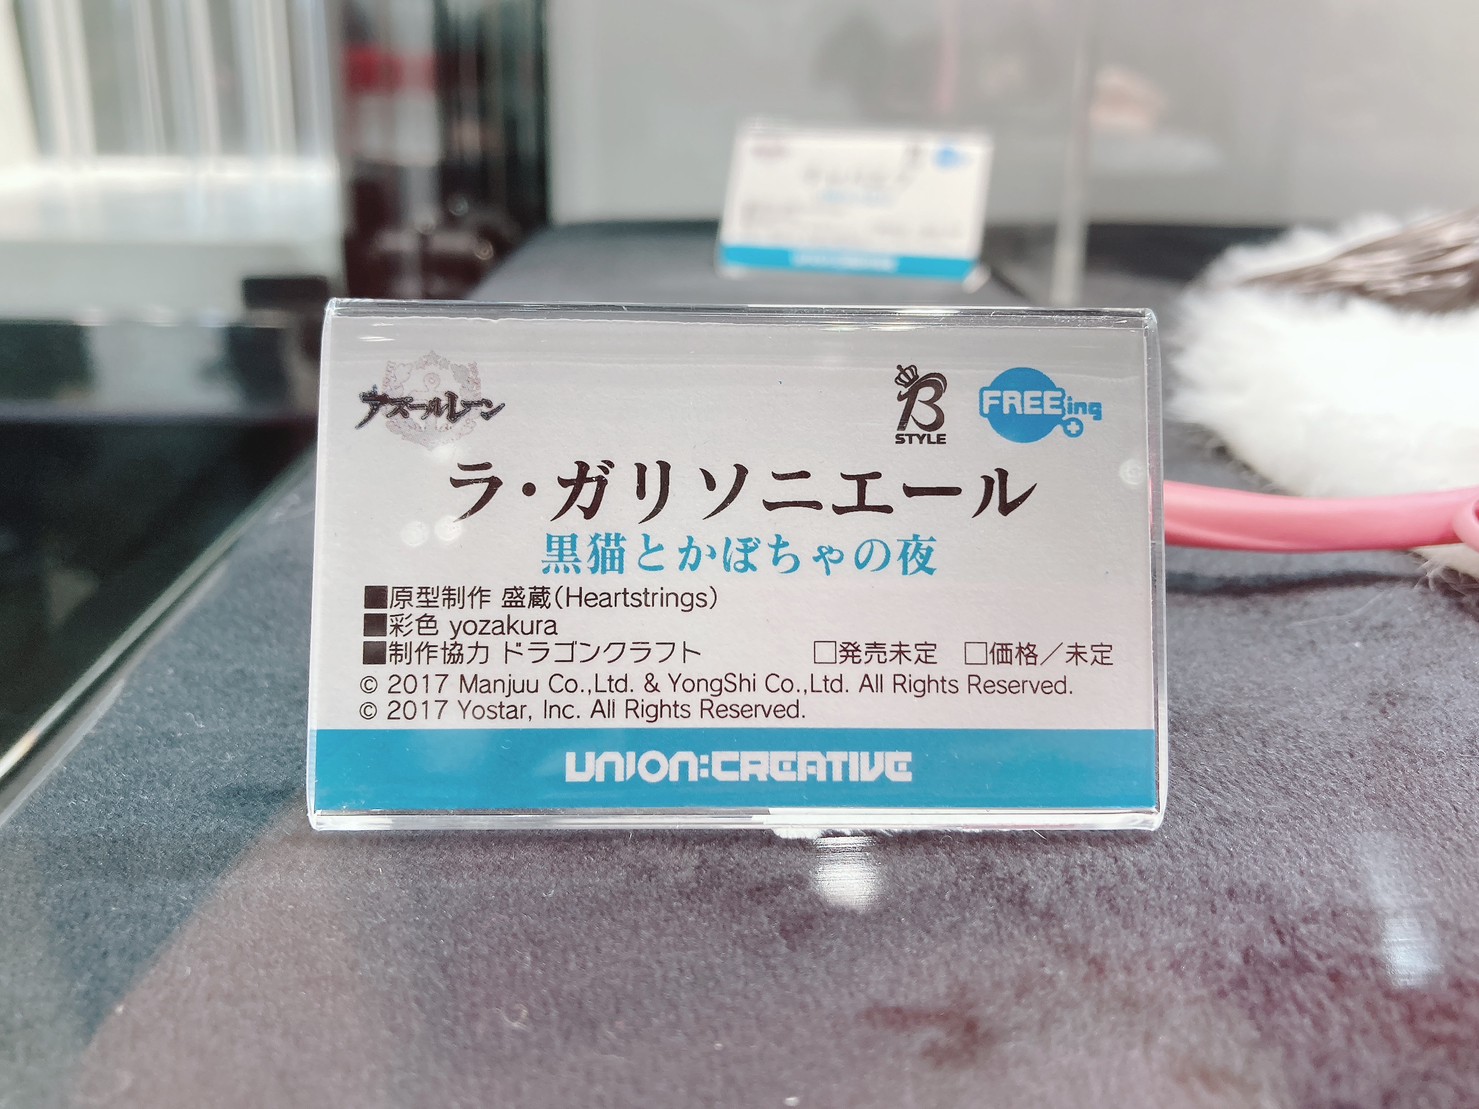 アズールレーン
B STYLE
FREEing
ラ・ガリソニエール
黒猫とかぼちゃの夜
■原型制作 盛蔵(Heartstrings)
■彩色 yozakura
■制作協力 ドラゴンクラフト □発売未定 □価格／未定
© 2017 Manjuu Co.,Ltd. & YongShi Co.,Ltd. All Rights Reserved.
© 2017 Yostar, Inc. All Rights Reserved.
UNION:CREATIVE